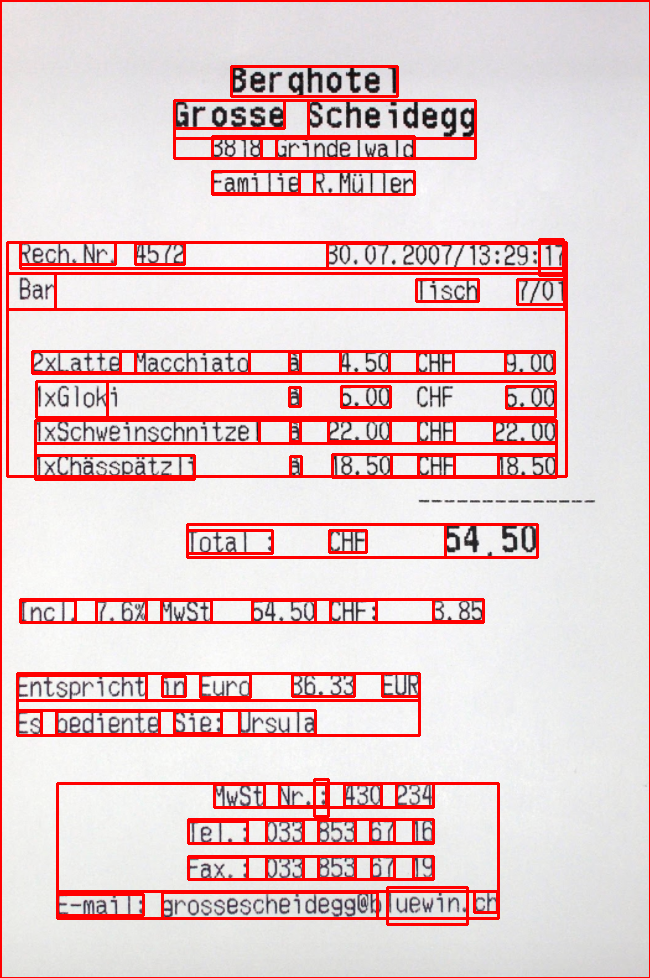 Berghotel
Grosse Scheidegg
3818 Grindelwald
Familie R.Müller
Rech.Nr. 4572 30.07.2007/13:29:17
Bar Tisch 7/01
2xLatte Macchiato à 4.50 CHF 9.00
1xGloki à 5.00 CHF 5.00
1xSchweinschnitzel à 22.00 CHF 22.00
1xChässpätzli à 18.50 CHF 18.50
--------------
Total : CHF 54.50
Incl. 7.6% MwSt 54.50 CHF: 3.85
Entspricht in Euro 36.33 EUR
Es bediente Sie: Ursula
MwSt Nr.: 430 234
Tel.: 033 853 67 16
Fax.: 033 853 67 19
E-mail: grossescheidegg@bluewin.ch